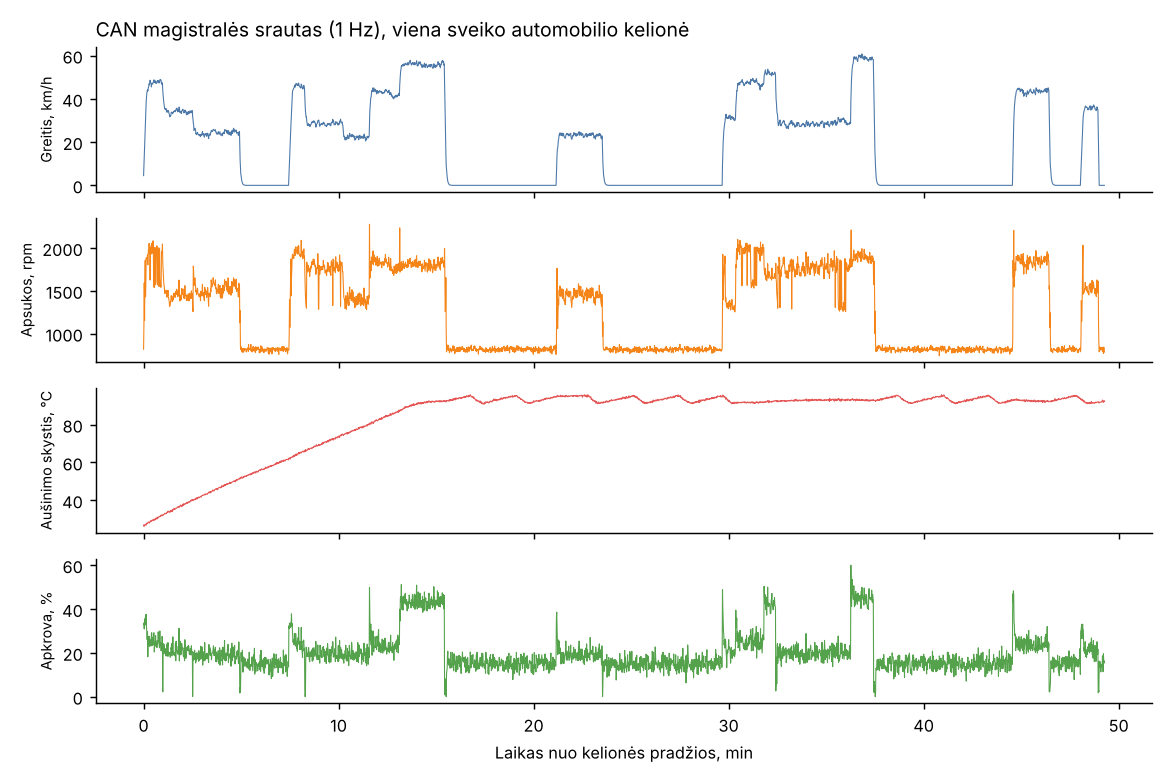 CAN magistralės srautas (1 Hz), viena sveiko automobilio kelionė
Greitis, km/h
60
40
20
0
Apsukos, rpm
2000
1500
1000
Aušinimo skystis, °C
80
60
40
Apkrova, %
60
40
20
0
0 10 20 30 40 50
Laikas nuo kelionės pradžios, min